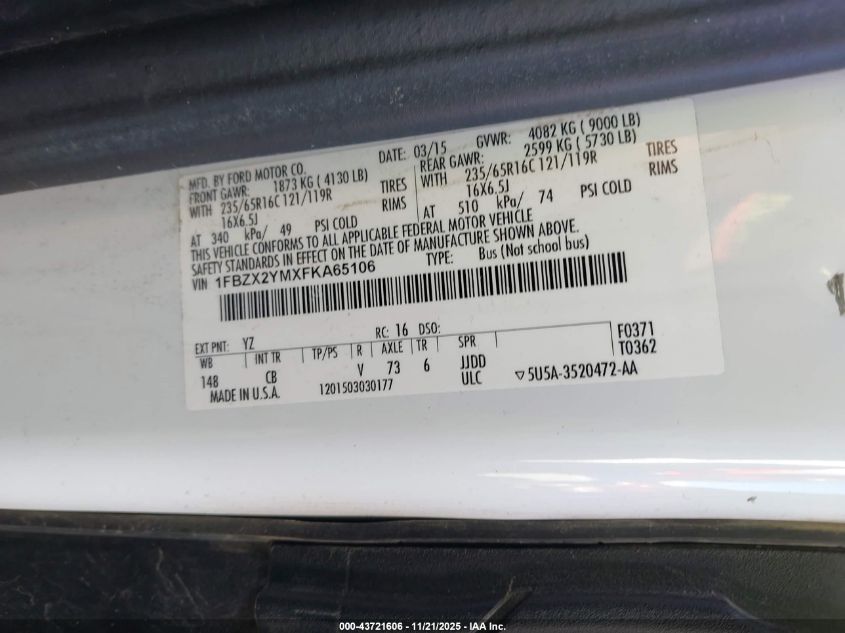 MFD. BY FORD MOTOR CO. DATE: 03/15 GVWR: 4082 KG ( 9000 LB)
FRONT GAWR: 1873 KG ( 4130 LB) REAR GAWR: 2599 KG ( 5730 LB)
WITH 235/65R16C 121/119R TIRES WITH 235/65R16C 121/119R TIRES
16X6.5J RIMS 16X6.5J RIMS
AT 340 kPa/ 49 PSI COLD AT 510 kPa/ 74 PSI COLD
THIS VEHICLE CONFORMS TO ALL APPLICABLE FEDERAL MOTOR VEHICLE
SAFETY STANDARDS IN EFFECT ON THE DATE OF MANUFACTURE SHOWN ABOVE.
VIN 1FBZX2YMXFKA65106 TYPE: Bus (Not school bus)
EXT PNT: YZ RC: 16 DSO: F0371
WB INT TR TP/PS R AXLE TR SPR T0362
148 CB V 73 6 JJDD
MADE IN U.S.A. 1201503030177 ULC ▽5U5A-3520472-AA
000-43721606 - 11/21/2025 - IAA Inc.